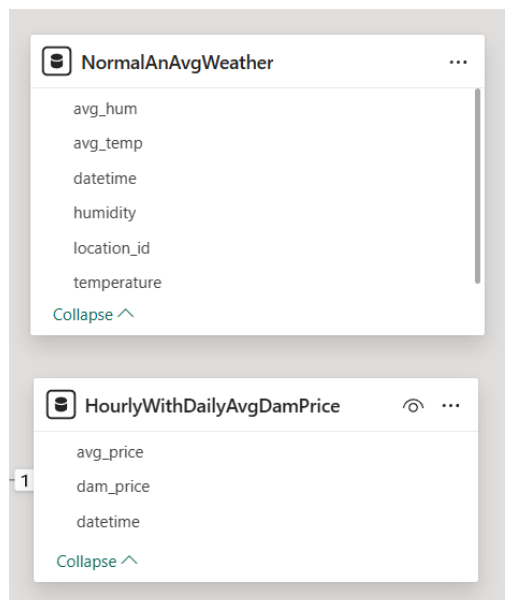 NormalAnAvgWeather
avg_hum
avg_temp
datetime
humidity
location_id
temperature
Collapse
HourlyWithDailyAvgDamPrice
avg_price
1
dam_price
datetime
Collapse